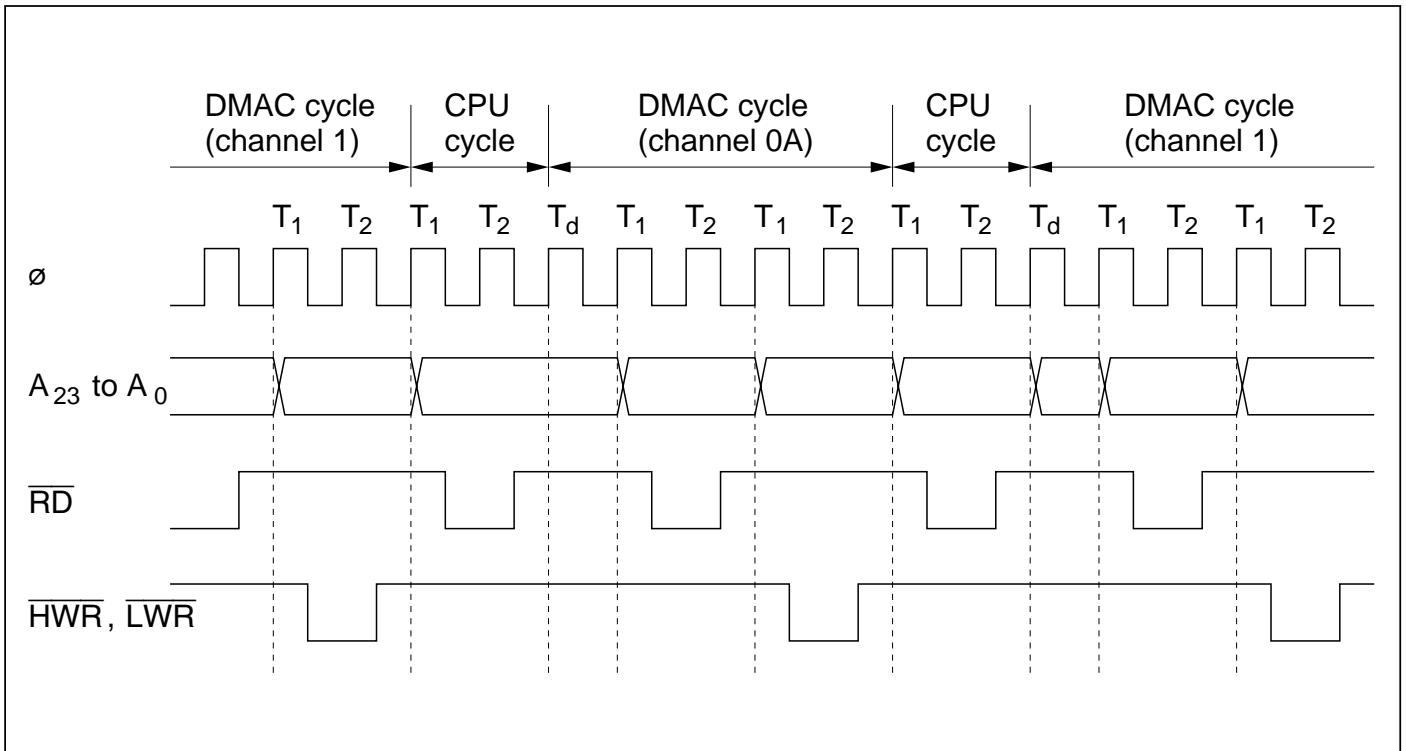 DMAC cycle (channel 1)
CPU cycle
DMAC cycle (channel 0A)
CPU cycle
DMAC cycle (channel 1)
T1 T2 T1 T2 Td T1 T2 T1 T2 T1 T2 Td T1 T2 T1 T2
ø
A23 to A0
RD
HWR, LWR